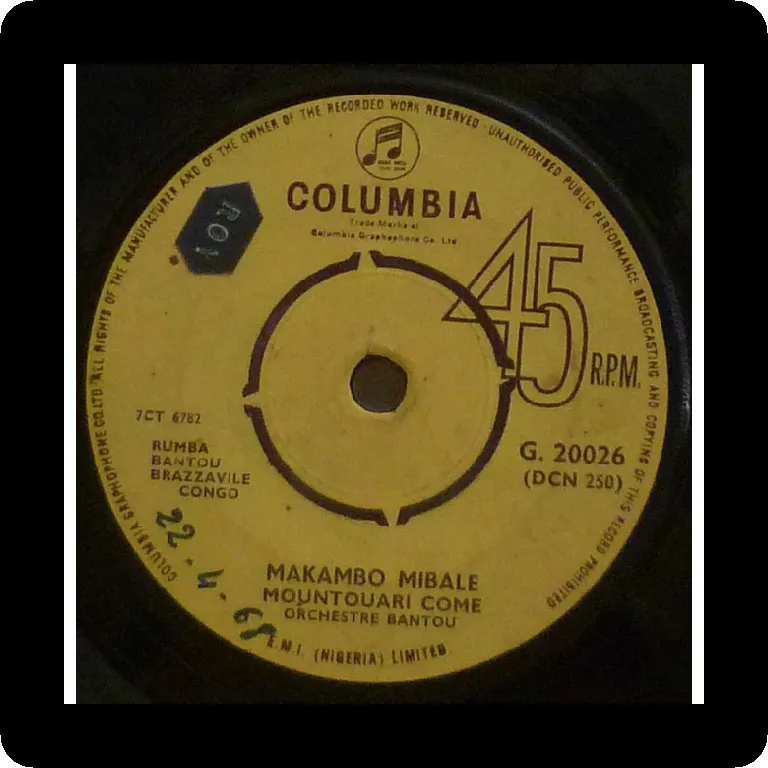 COLUMBIA GRAPHOPHONE CO. LTD. ALL RIGHTS OF THE MANUFACTURER AND OF THE OWNER OF THE RECORDED WORK RESERVED · UNAUTHORISED PUBLIC PERFORMANCE BROADCASTING AND COPYING OF THIS RECORD PROHIBITED
COLUMBIA
Trade Marks of
Columbia Graphophone Co. Ltd
ROY
45
R.P.M.
7CT 6782
RUMBA
BANTOU
BRAZZAVILE
CONGO
G. 20026
(DCN 250)
22-4-68
MAKAMBO MIBALE
MOUNTOUARI COME
ORCHESTRE BANTOU
E.M.I. (NIGERIA) LIMITED